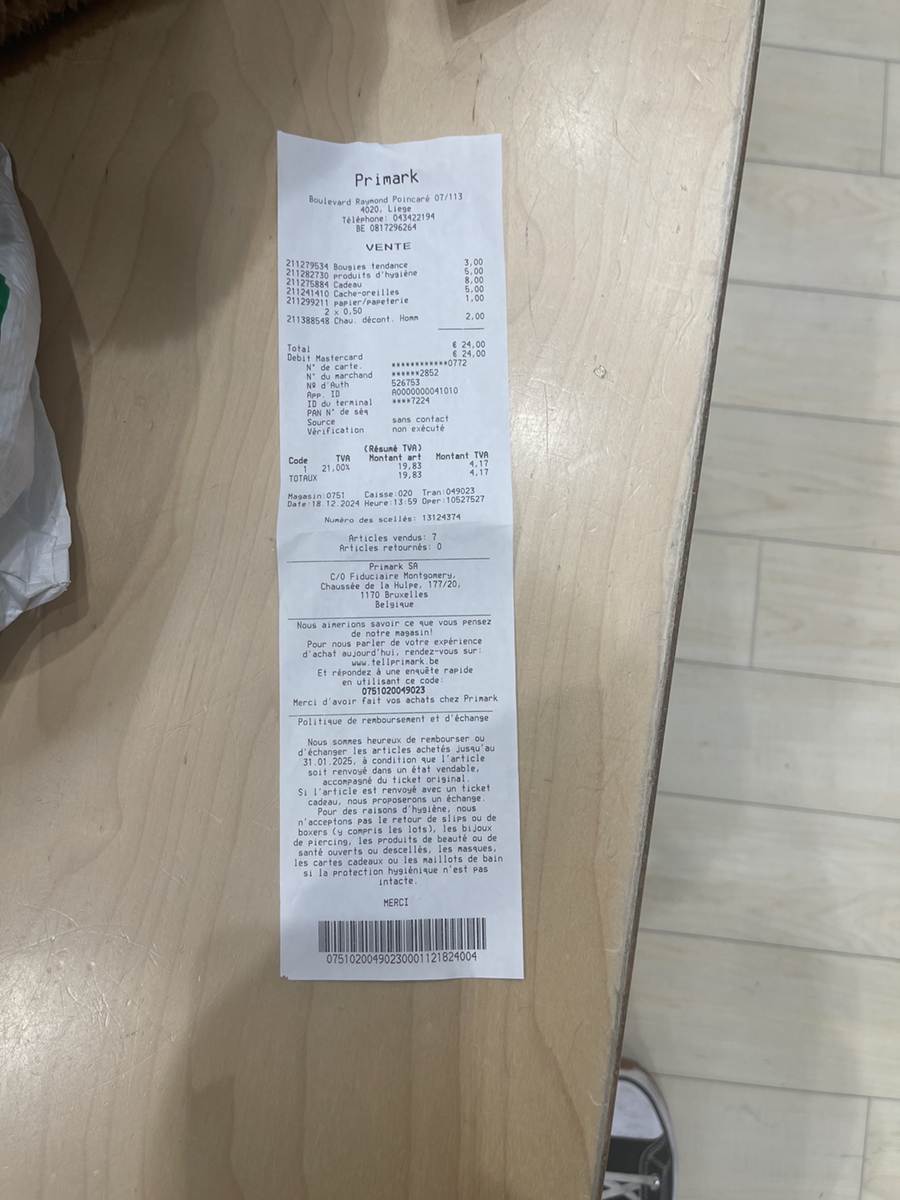 Primark
Boulevard Raymond Poincaré 07/113
4020, Liege
Téléphone: 043422194
BE 0817296264
VENTE
211279534 Bougies tendance 3,00
211282730 produits d'hygiène 5,00
211275884 Cadeau 8,00
211241410 Cache-oreilles 5,00
211299211 papier/papeterie 1,00
2 x 0,50
211388548 Chau. décont. Homm 2,00
Total € 24,00
Debit Mastercard € 24,00
N° de carte. ************0772
N° du marchand ******2852
Nº d'Auth 526753
App. ID A0000000041010
ID du terminal ****7224
PAN N° de séq
Source sans contact
Vérification non exécuté
(Résumé TVA)
Code TVA Montant art Montant TVA
1 21,00% 19,83 4,17
TOTAUX 19,83 4,17
Magasin:0751 Caisse:020 Tran:049023
Date:18.12.2024 Heure:13:59 Oper:10527527
Numéro des scellés: 13124374
Articles vendus: 7
Articles retournés: 0
Primark SA
C/O Fiduciaire Montgomery,
Chaussée de la Hulpe, 177/20,
1170 Bruxelles
Belgique
Nous aimerions savoir ce que vous pensez
de notre magasin!
Pour nous parler de votre expérience
d'achat aujourd'hui, rendez-vous sur:
www.tellprimark.be
Et répondez à une enquête rapide
en utilisant ce code:
0751020049023
Merci d'avoir fait vos achats chez Primark
Politique de remboursement et d'échange
Nous sommes heureux de rembourser ou
d'échanger les articles achetés jusqu'au
31.01.2025, à condition que l'article
soit renvoyé dans un état vendable,
accompagné du ticket original.
Si l'article est renvoyé avec un ticket
cadeau, nous proposerons un échange.
Pour des raisons d'hygiène, nous
n'acceptons pas le retour de slips ou de
boxers (y compris les lots), les bijoux
de piercing, les produits de beauté ou de
santé ouverts ou descellés, les masques,
les cartes cadeaux ou les maillots de bain
si la protection hygiénique n'est pas
intacte.
MERCI
07510200490230001121824004